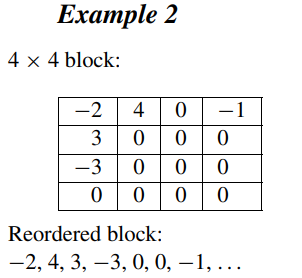 Example 2
4 × 4 block:
−2 4 0 −1
3 0 0 0
−3 0 0 0
0 0 0 0
Reordered block:
−2, 4, 3, −3, 0, 0, −1, . . .